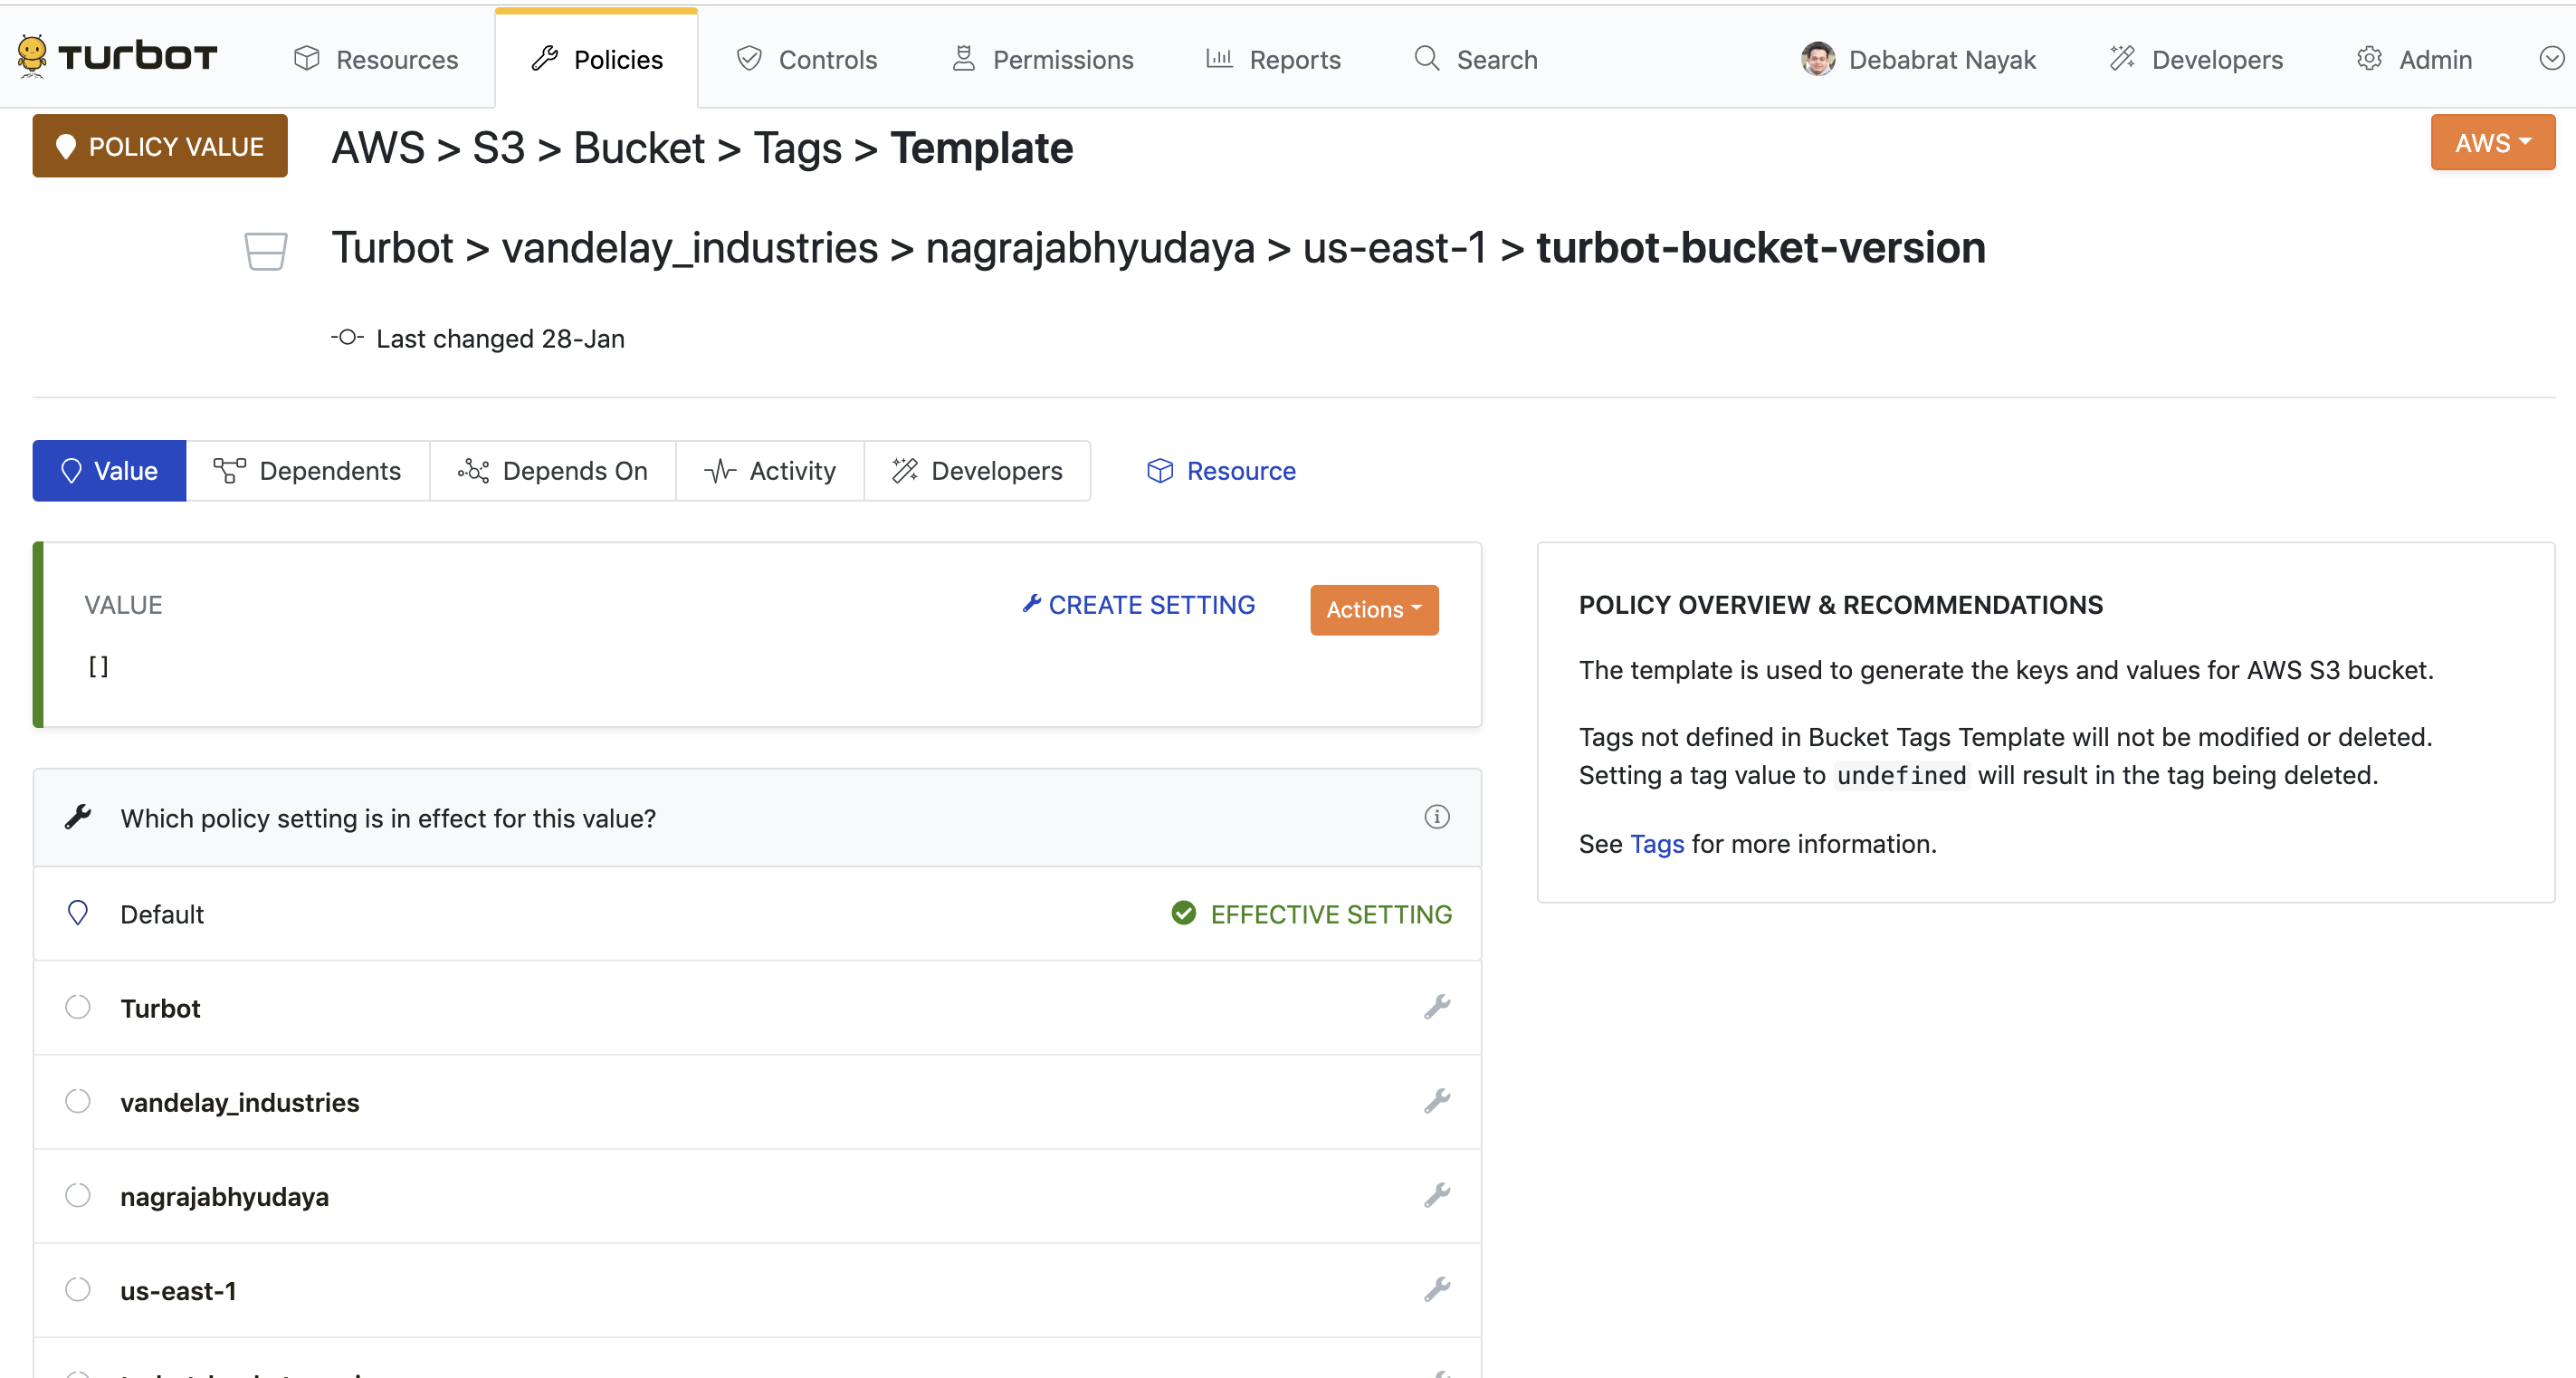 TURBOT
Resources
Policies
Controls
Permissions
Reports
Search
Debabrat Nayak
Developers
Admin
POLICY VALUE
AWS > S3 > Bucket > Tags > Template
AWS
Turbot > vandelay_industries > nagrajabhyudaya > us-east-1 > turbot-bucket-version
Last changed 28-Jan
Value
Dependents
Depends On
Activity
Developers
Resource
VALUE
CREATE SETTING
Actions
[]
POLICY OVERVIEW & RECOMMENDATIONS
The template is used to generate the keys and values for AWS S3 bucket.
Tags not defined in Bucket Tags Template will not be modified or deleted.
Setting a tag value to undefined will result in the tag being deleted.
See Tags for more information.
Which policy setting is in effect for this value?
Default
EFFECTIVE SETTING
Turbot
vandelay_industries
nagrajabhyudaya
us-east-1